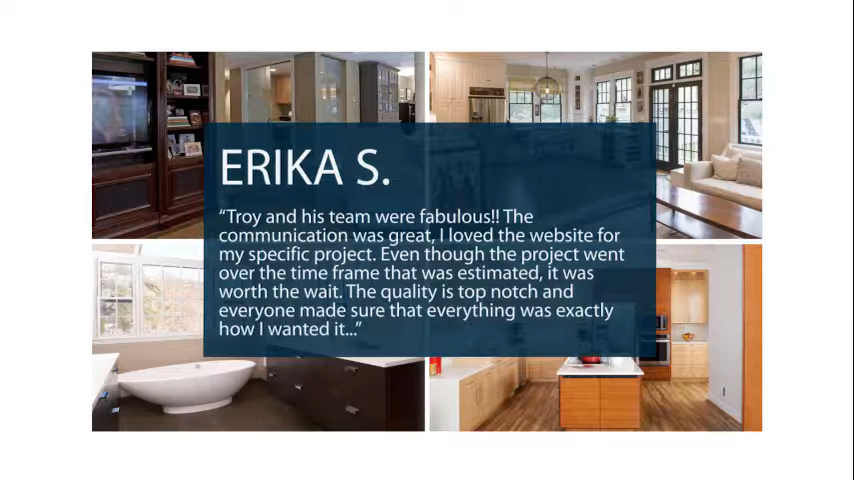 ERIKA S.
“Troy and his team were fabulous!! The
communication was great, I loved the website for
my specific project. Even though the project went
over the time frame that was estimated, it was
worth the wait. The quality is top notch and
everyone made sure that everything was exactly
how I wanted it...”